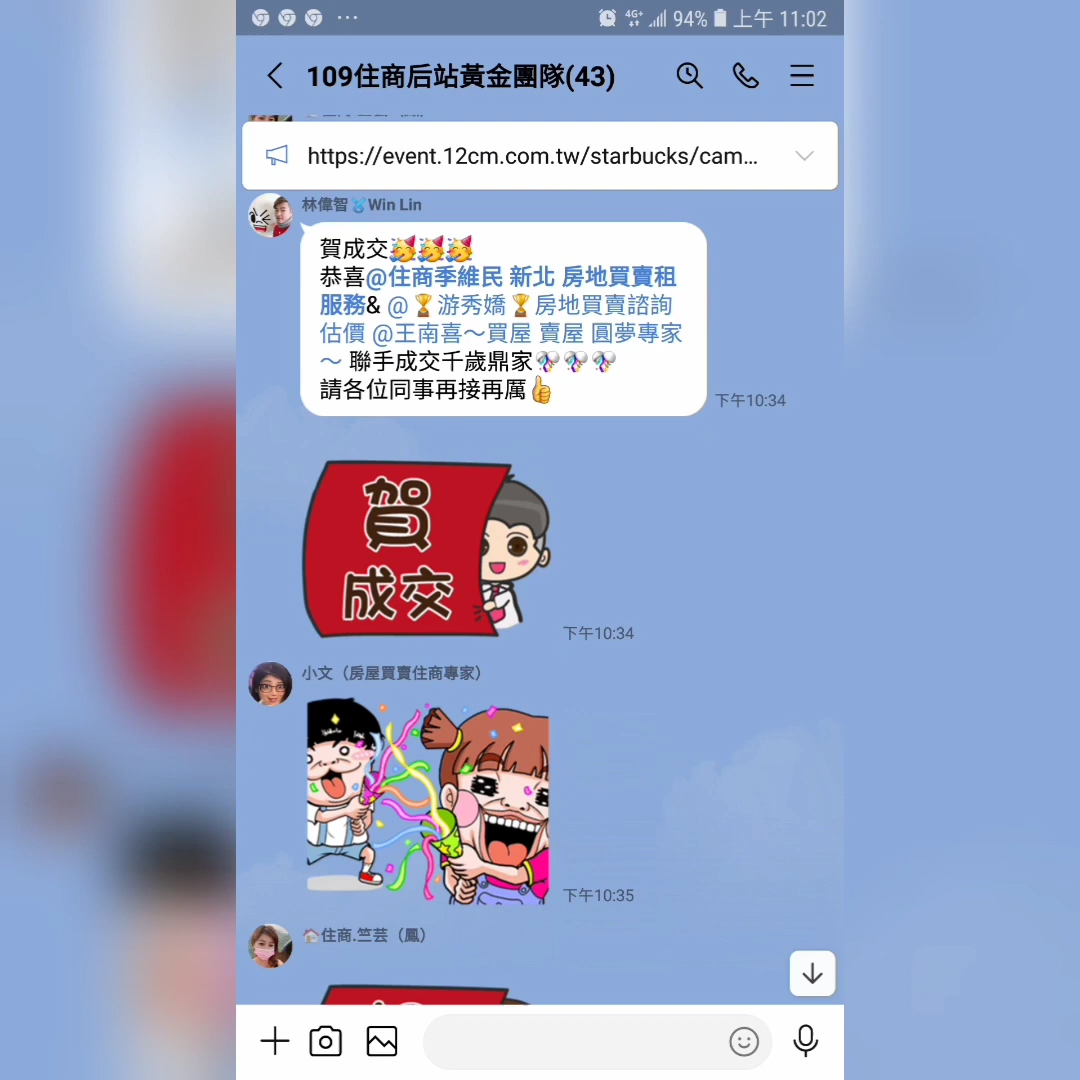 94% 上午 11:02
109住商后站黃金團隊(43)
https://event.12cm.com.tw/starbucks/cam...
林偉智 Win Lin
賀成交🥳🥳🥳
恭喜@住商季維民 新北 房地買賣租
服務& @🏆游秀嬌🏆房地買賣諮詢
估價 @王南喜～買屋 賣屋 圓夢專家
～ 聯手成交千歲鼎家🎊🎊🎊
請各位同事再接再厲👍
下午10:34
賀
成交
下午10:34
小文（房屋買賣住商專家）
下午10:35
🏠住商.竺芸（鳳）